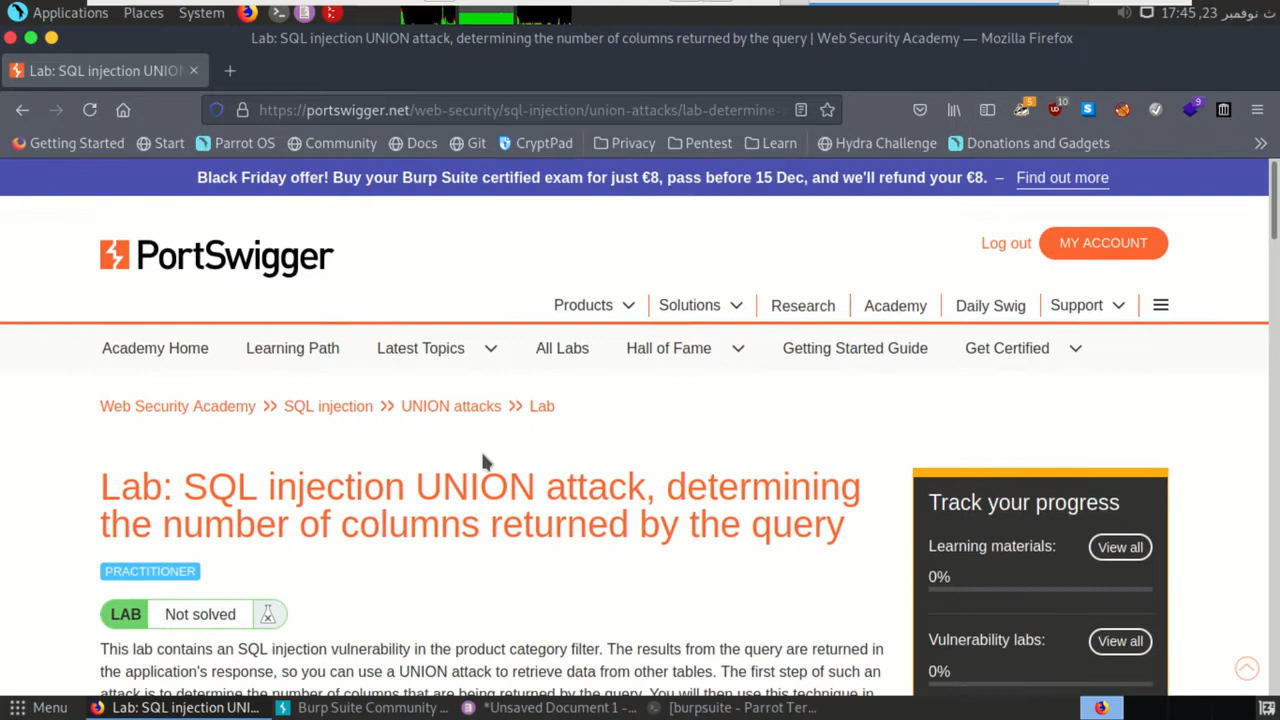 Applications Places System ث نوفمبر 23, 17:45
Lab: SQL injection UNION attack, determining the number of columns returned by the query | Web Security Academy — Mozilla Firefox
Lab: SQL injection UNION
https://portswigger.net/web-security/sql-injection/union-attacks/lab-determine- 5 10 9
Getting Started Start Parrot OS Community Docs Git CryptPad Privacy Pentest Learn Hydra Challenge Donations and Gadgets
Black Friday offer! Buy your Burp Suite certified exam for just €8, pass before 15 Dec, and we'll refund your €8. – Find out more
PortSwigger
Log out MY ACCOUNT
Products Solutions Research Academy Daily Swig Support
Academy Home Learning Path Latest Topics All Labs Hall of Fame Getting Started Guide Get Certified
Web Security Academy SQL injection UNION attacks Lab
Lab: SQL injection UNION attack, determining
the number of columns returned by the query
PRACTITIONER
LAB Not solved
This lab contains an SQL injection vulnerability in the product category filter. The results from the query are returned in
the application's response, so you can use a UNION attack to retrieve data from other tables. The first step of such an
attack is to determine the number of columns that are being returned by the query. You will then use this technique in
Track your progress
Learning materials: View all
0%
Vulnerability labs: View all
0%
Menu Lab: SQL injection UNI... Burp Suite Community ... *Unsaved Document 1 -... [burpsuite - Parrot Ter...